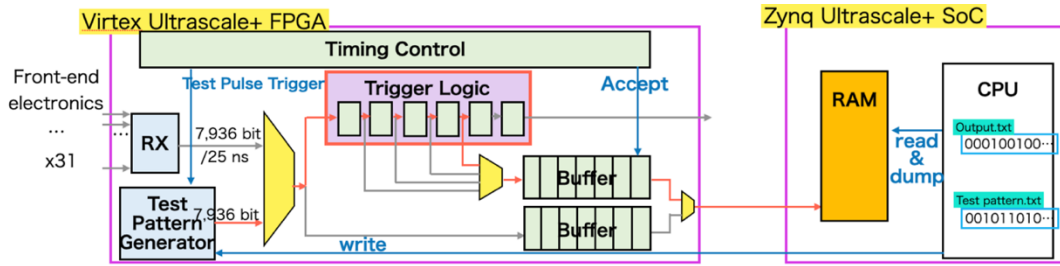 Virtex Ultrascale+ FPGA
Zynq Ultrascale+ SoC
Timing Control
Front-end
electronics
...
x31
...
RX
7,936 bit
/25 ns
Test Pulse Trigger
Trigger Logic
Accept
RAM
CPU
Output.txt
000100100…
read
&
dump
Test pattern.txt
001011010…
Test
Pattern
Generator
7,936 bit
Buffer
Buffer
write